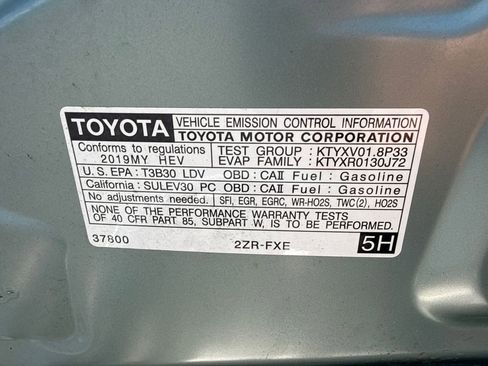 TOYOTA VEHICLE EMISSION CONTROL INFORMATION
TOYOTA MOTOR CORPORATION
Conforms to regulations TEST GROUP : KTYXV01.8P33
2019MY HEV EVAP FAMILY : KTYXR0130J72
U.S. EPA : T3B30 LDV OBD : CAII Fuel : Gasoline
California : SULEV30 PC OBD : CAII Fuel : Gasoline
No adjustments needed. SFI, EGR, EGRC, WR-HO2S, TWC(2), HO2S
NONE OF THE PERFORMANCE WARRANTY TESTS
OF 40 CFR PART 85, SUBPART W, IS TO BE PERFORMED.
37800 2ZR-FXE 5H